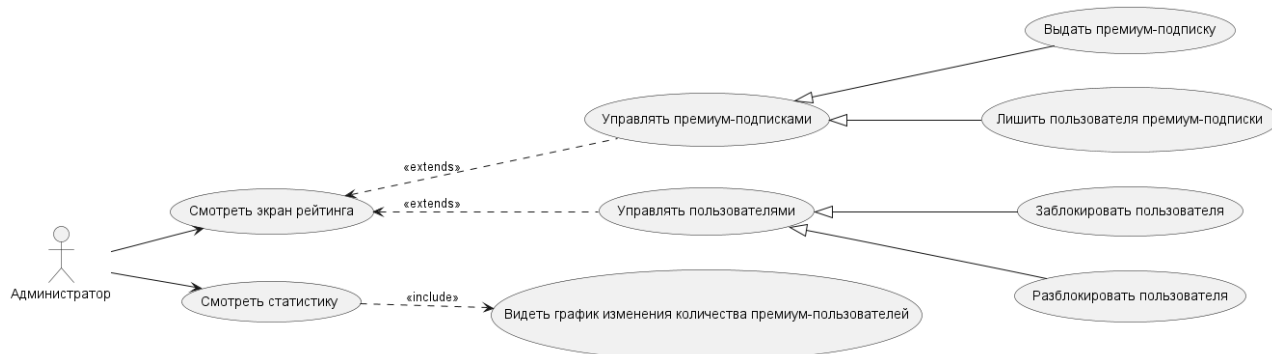 Выдать премиум-подписку
Управлять премиум-подписками
Лишить пользователя премиум-подписки
«extends»
Смотреть экран рейтинга
«extends»
Управлять пользователями
Заблокировать пользователя
Администратор
Смотреть статистику
«include»
Видеть график изменения количества премиум-пользователей
Разблокировать пользователя